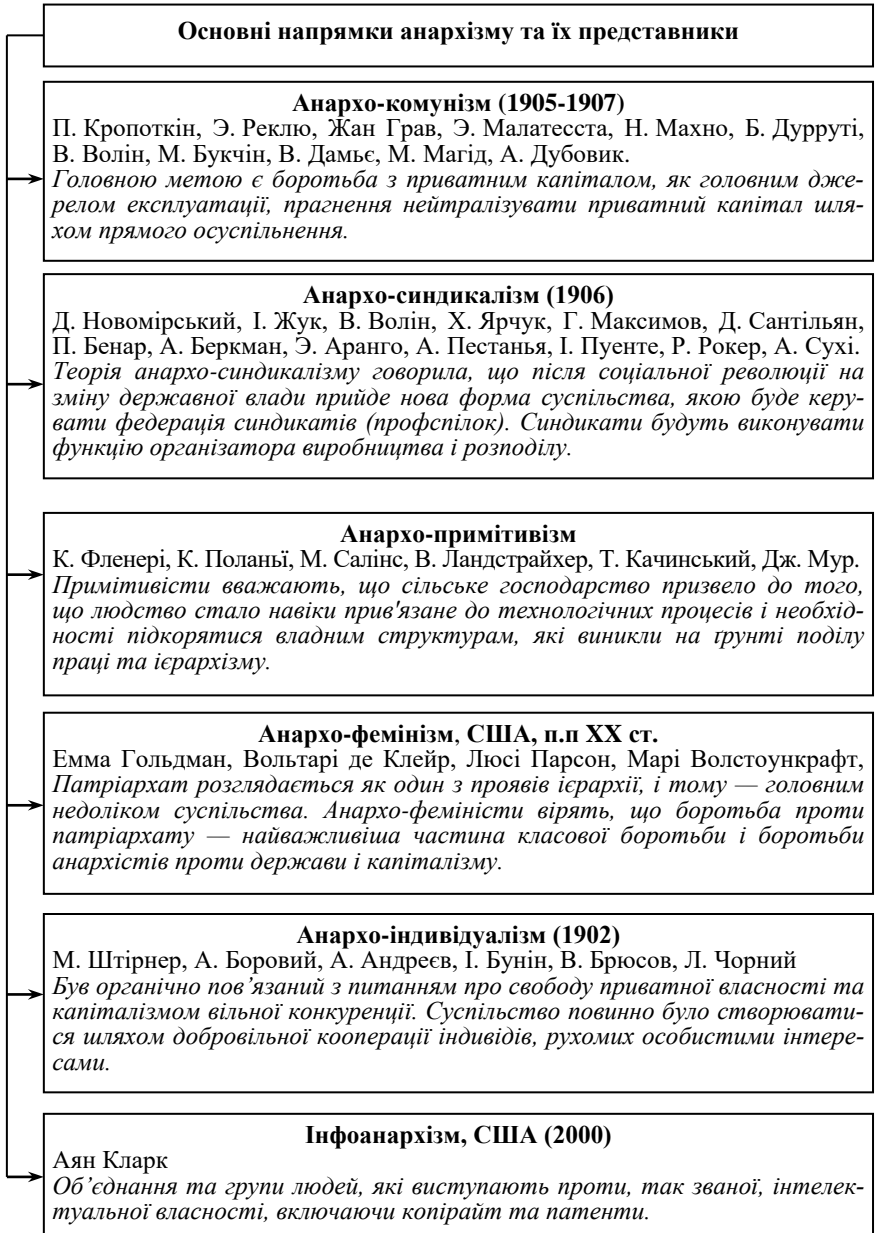 Основні напрямки анархізму та їх представники
Анархо-комунізм (1905-1907)
П. Кропоткін, Э. Реклю, Жан Грав, Э. Малатесста, Н. Махно, Б. Дурруті,
В. Волін, М. Букчін, В. Дамьє, М. Магід, А. Дубовик.
Головною метою є боротьба з приватним капіталом, як головним дже-
релом експлуатації, прагнення нейтралізувати приватний капітал шля-
хом прямого осуспільнення.
Анархо-синдикалізм (1906)
Д. Новомірський, І. Жук, В. Волін, Х. Ярчук, Г. Максимов, Д. Сантільян,
П. Бенар, А. Беркман, Э. Аранго, А. Пестанья, І. Пуенте, Р. Рокер, А. Сухі.
Теорія анархо-синдикалізму говорила, що після соціальної революції на
зміну державної влади прийде нова форма суспільства, якою буде керу-
вати федерація синдикатів (профспілок). Синдикати будуть виконувати
функцію організатора виробництва і розподілу.
Анархо-примітивізм
К. Фленері, К. Поланьї, М. Салінс, В. Ландстрайхер, Т. Качинський, Дж. Мур.
Примітивісти вважають, що сільське господарство призвело до того,
що людство стало навіки прив'язане до технологічних процесів і необхід-
ності підкорятися владним структурам, які виникли на ґрунті поділу
праці та ієрархізму.
Анархо-фемінізм, США, п.п ХХ ст.
Емма Гольдман, Вольтарі де Клейр, Люсі Парсон, Марі Волстоункрафт,
Патріархат розглядається як один з проявів ієрархії, і тому — головним
недоліком суспільства. Анархо-феміністи вірять, що боротьба проти
патріархату — найважливіша частина класової боротьби і боротьби
анархістів проти держави і капіталізму.
Анархо-індивідуалізм (1902)
М. Штірнер, А. Боровий, А. Андреєв, І. Бунін, В. Брюсов, Л. Чорний
Був органічно пов’язаний з питанням про свободу приватної власності та
капіталізмом вільної конкуренції. Суспільство повинно було створювати-
ся шляхом добровільної кооперації індивідів, рухомих особистими інтере-
сами.
Інфоанархізм, США (2000)
Аян Кларк
Об’єднання та групи людей, які виступають проти, так званої, інтелек-
туальної власності, включаючи копірайт та патенти.